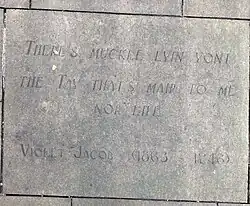 THERE'S MUCKLE LYIN YONT
THE TAY THAT'S MAIR TO ME
NOR LIFE
VIOLET JACOB (1863 1946)